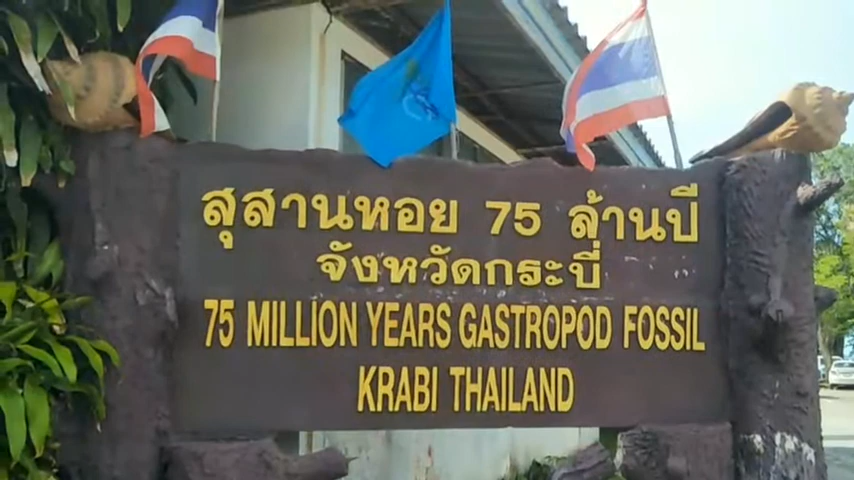 สุสานหอย 75 ล้านปี
จังหวัดกระบี่
75 MILLION YEARS GASTROPOD FOSSIL
KRABI THAILAND